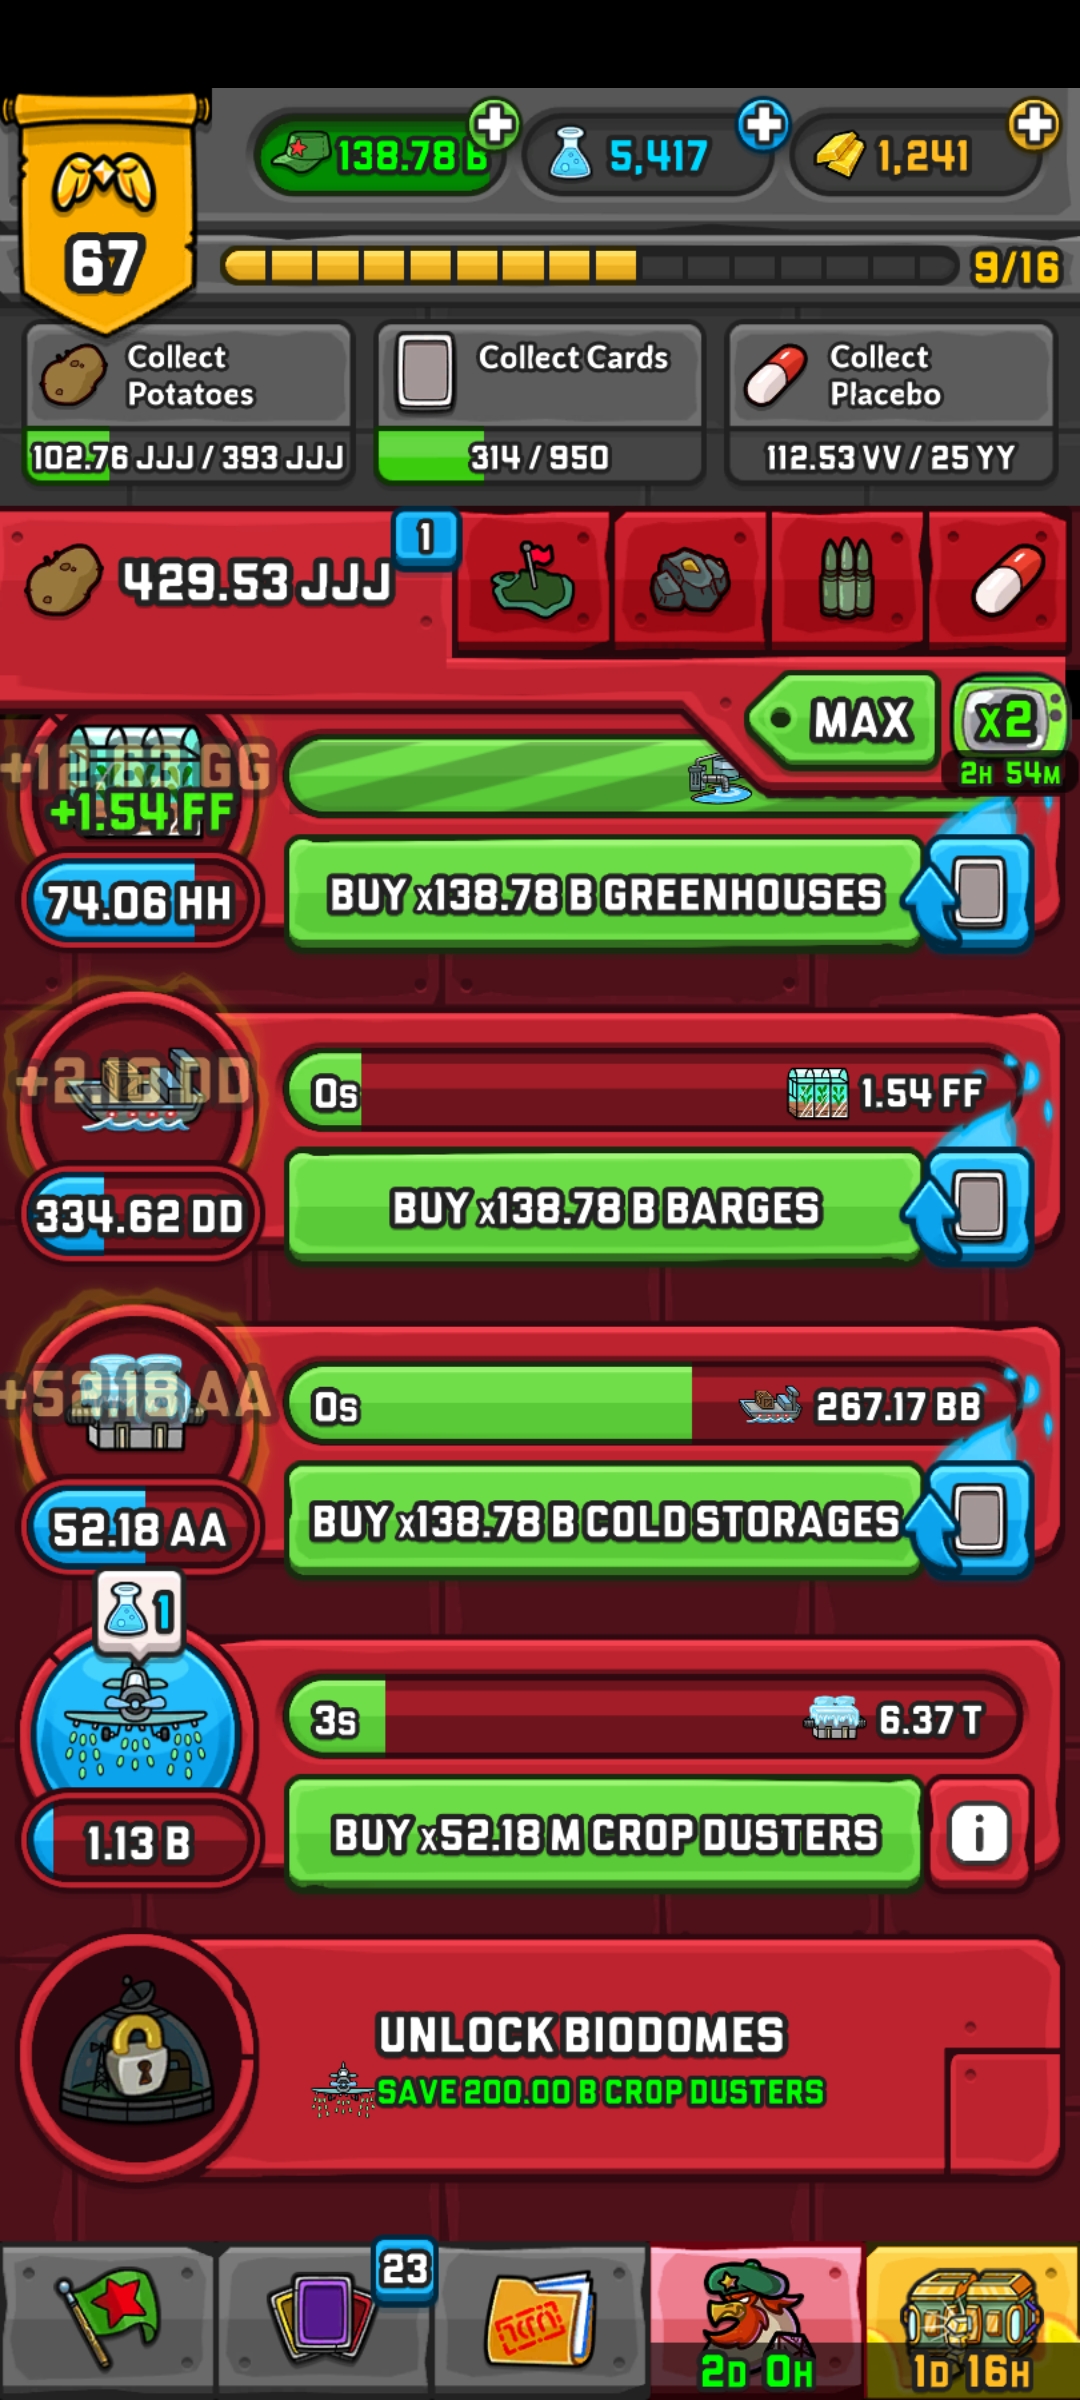 138.78 B
5,417
1,241
67
9/16
Collect
Potatoes
102.76 JJJ / 393 JJJ
Collect Cards
314 / 950
Collect
Placebo
112.53 VV / 25 YY
429.53 JJJ
1
MAX
x2
2H 54M
GG
+1.54 FF
74.06 HH
BUY x138.78 B GREENHOUSES
+2.18 DD
0s
1.54 FF
334.62 DD
BUY x138.78 B BARGES
+52.18 AA
0s
267.17 BB
52.18 AA
BUY x138.78 B COLD STORAGES
1
3s
6.37 T
1.13 B
BUY x52.18 M CROP DUSTERS
i
UNLOCK BIODOMES
SAVE 200.00 B CROP DUSTERS
23
2D 0H
1D 16H